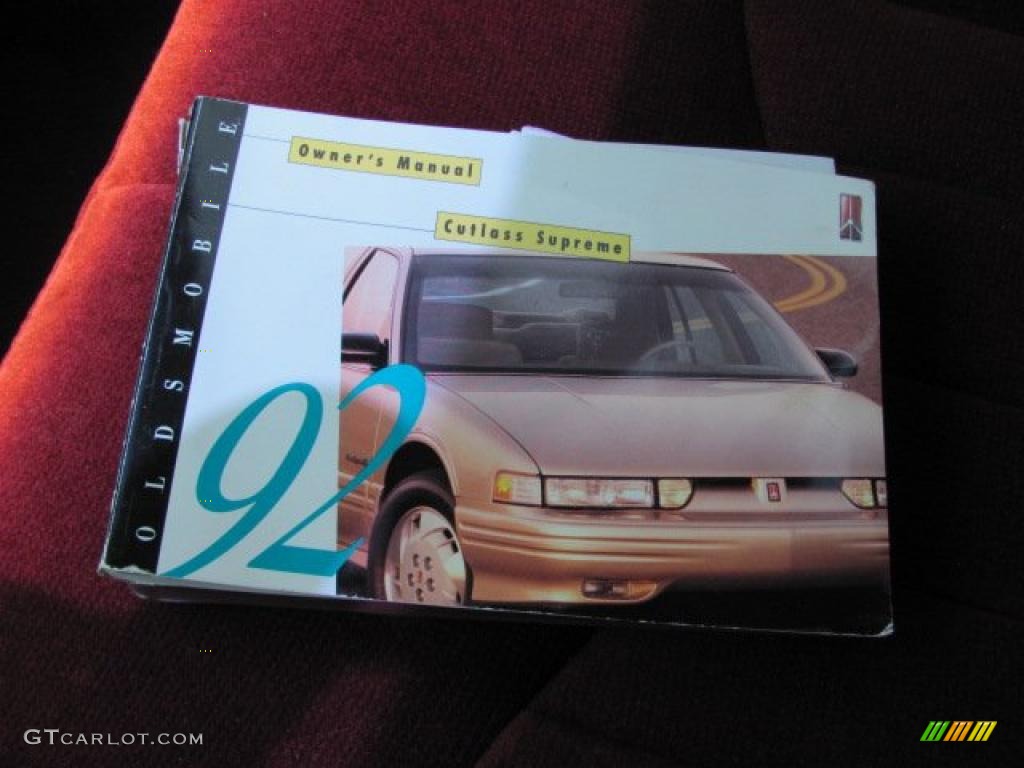 Owner's Manual
Cutlass Supreme
OLDSMOBILE
92
GTCARLOT.COM